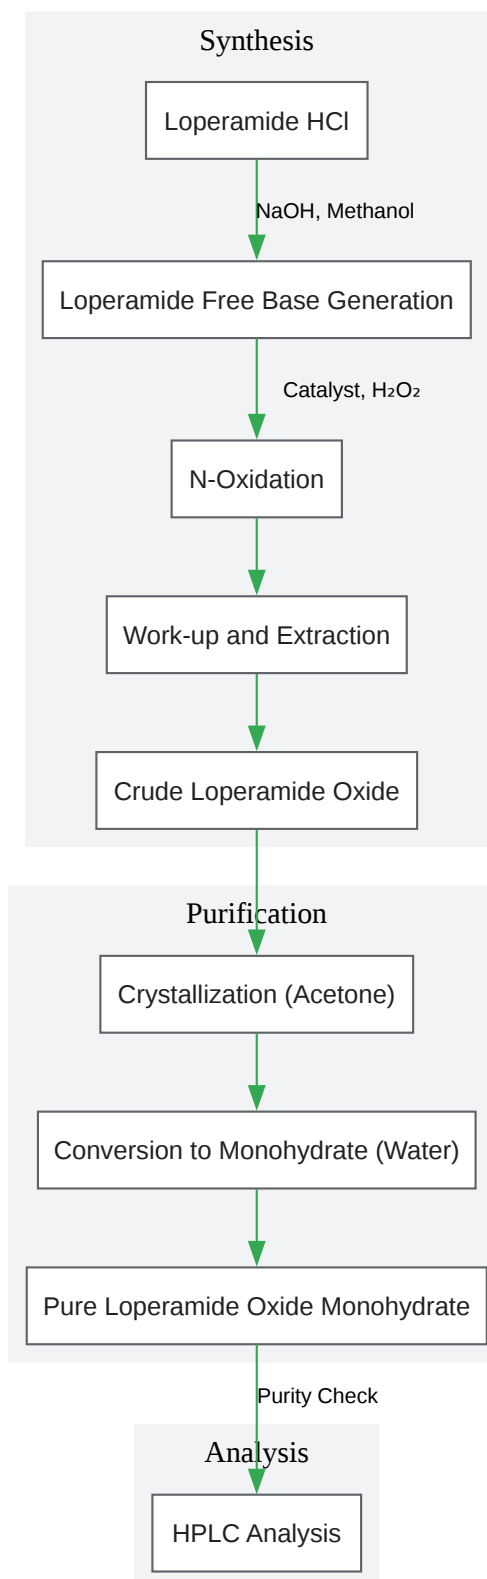 Synthesis
Loperamide HCl
NaOH, Methanol
Loperamide Free Base Generation
Catalyst, H₂O₂
N-Oxidation
Work-up and Extraction
Crude Loperamide Oxide
Purification
Crystallization (Acetone)
Conversion to Monohydrate (Water)
Pure Loperamide Oxide Monohydrate
Purity Check
Analysis
HPLC Analysis